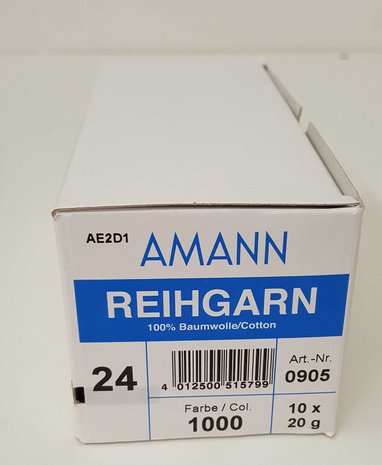 AE2D1
AMANN
REIHGARN
100% Baumwolle/Cotton
24
4 012500 515799
Art.-Nr.
0905
Farbe / Col.
1000
10 x
20 g